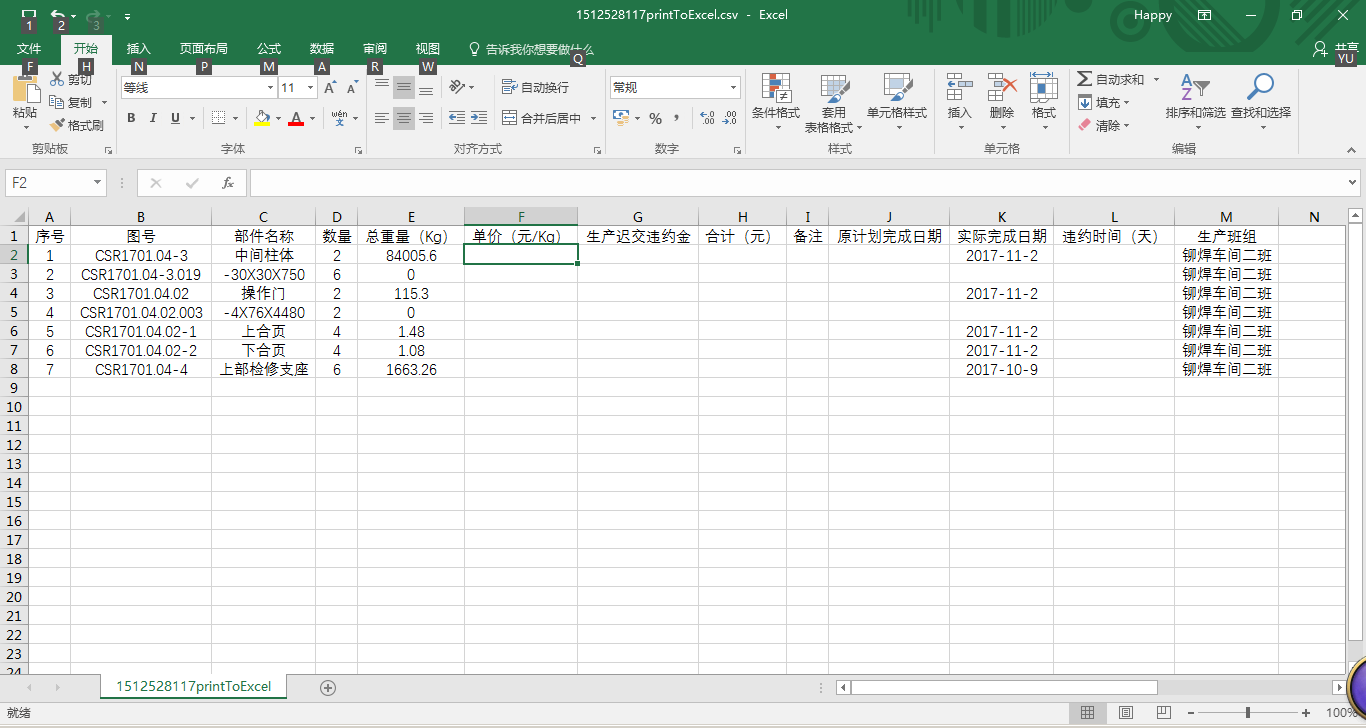 1512528117printToExcel.csv - Excel
Happy
1 2 3
文件 开始 插入 页面布局 公式 数据 审阅 视图 告诉我你想要做什么 共享
F H N P M A R W Q YU
粘贴 剪切 复制 格式刷 剪贴板
等线 11 B I U A wén 文 字体
自动换行 合并后居中 对齐方式
常规 % , .00 数字
条件格式 套用 表格格式 单元格样式 样式
插入 删除 格式 单元格
自动求和 填充 清除 排序和筛选 查找和选择 编辑
F2 fx
A B C D E F G H I J K L M N
1 序号 图号 部件名称 数量 总重量(Kg) 单价(元/Kg) 生产迟交违约金 合计(元) 备注 原计划完成日期 实际完成日期 违约时间(天) 生产班组
2 1 CSR1701.04-3 中间柱体 2 84005.6 2017-11-2 铆焊车间二班
3 2 CSR1701.04-3.019 -30X30X750 6 0 铆焊车间二班
4 3 CSR1701.04.02 操作门 2 115.3 2017-11-2 铆焊车间二班
5 4 CSR1701.04.02.003 -4X76X4480 2 0 铆焊车间二班
6 5 CSR1701.04.02-1 上合页 4 1.48 2017-11-2 铆焊车间二班
7 6 CSR1701.04.02-2 下合页 4 1.08 2017-11-2 铆焊车间二班
8 7 CSR1701.04-4 上部检修支座 6 1663.26 2017-10-9 铆焊车间二班
9
10
11
12
13
14
15
16
17
18
19
20
21
22
23
24
1512528117printToExcel
就绪 100%